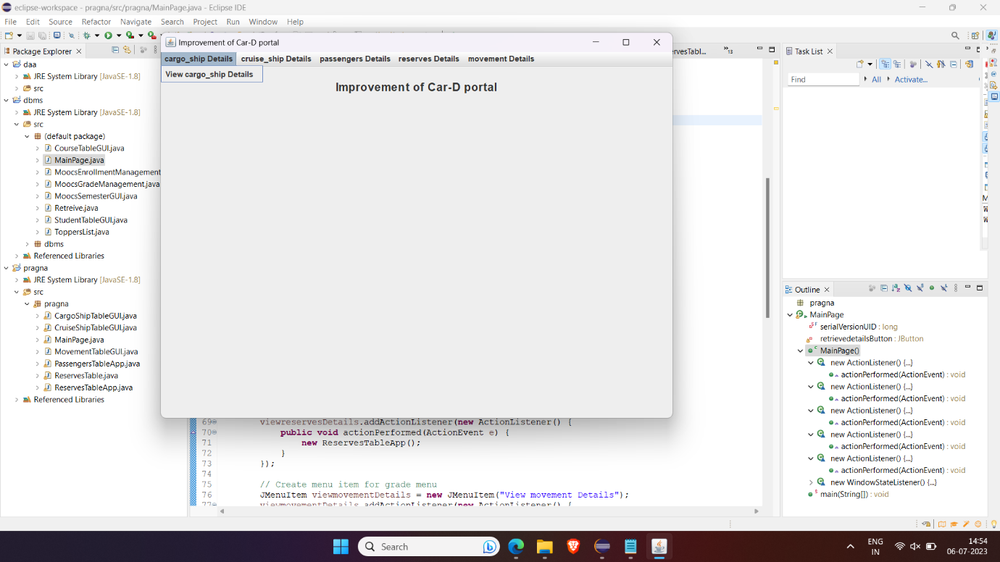 eclipse-workspace - pragna/src/pragna/MainPage.java - Eclipse IDE
File Edit Source Refactor Navigate Search Project Run Window Help
Package Explorer
daa
JRE System Library [JavaSE-1.8]
src
dbms
JRE System Library [JavaSE-1.8]
src
(default package)
CourseTableGUI.java
MainPage.java
MoocsEnrollmentManagement
MoocsGradeManagement.java
MoocsSemesterGUI.java
Retreive.java
StudentTableGUI.java
ToppersList.java
dbms
Referenced Libraries
pragna
JRE System Library [JavaSE-1.8]
src
pragna
CargoShipTableGUI.java
CruiseShipTableGUI.java
MainPage.java
MovementTableGUI.java
PassengersTableApp.java
ReservesTable.java
ReservesTableApp.java
Referenced Libraries
Improvement of Car-D portal
cargo_ship Details cruise_ship Details passengers Details reserves Details movement Details
View cargo_ship Details
Improvement of Car-D portal
ervesTabl... »13
69 viewreservesDetails.addActionListener(new ActionListener() {
70 public void actionPerformed(ActionEvent e) {
71 new ReservesTableApp();
72 }
73 });
74
75 // Create menu item for grade menu
76 JMenuItem viewmovementDetails = new JMenuItem("View movement Details");
77 viewmovementDetails.addActionListener(new ActionListener() {
Task List
Find All Activate...
Outline
pragna
MainPage
serialVersionUID : long
retrievedetailsButton : JButton
MainPage()
new ActionListener() {...}
actionPerformed(ActionEvent) : void
new ActionListener() {...}
actionPerformed(ActionEvent) : void
new ActionListener() {...}
actionPerformed(ActionEvent) : void
new ActionListener() {...}
actionPerformed(ActionEvent) : void
new ActionListener() {...}
actionPerformed(ActionEvent) : void
new WindowStateListener() {...}
main(String[]) : void
Search
ENG
IN
14:54
06-07-2023